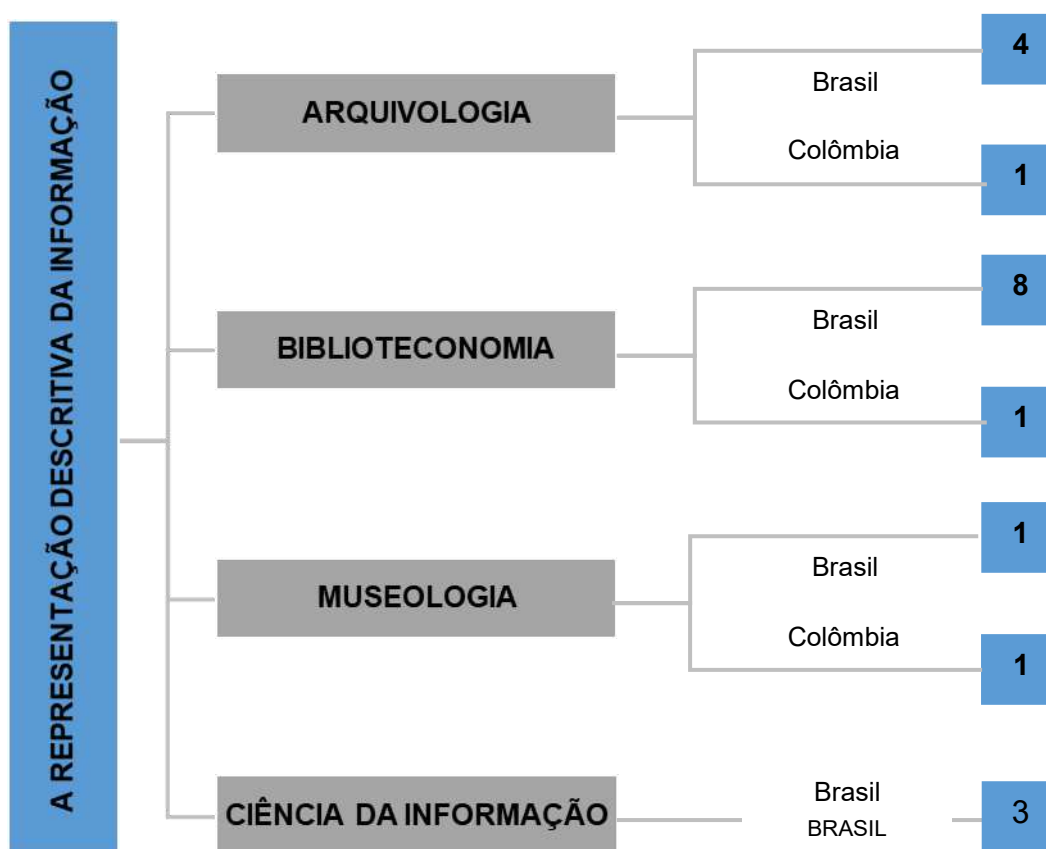 A REPRESENTAÇÃO DESCRITIVA DA INFORMAÇÃO
ARQUIVOLOGIA
Brasil
4
Colômbia
1
BIBLIOTECONOMIA
Brasil
8
Colômbia
1
MUSEOLOGIA
Brasil
1
Colômbia
1
CIÊNCIA DA INFORMAÇÃO
Brasil
BRASIL
3